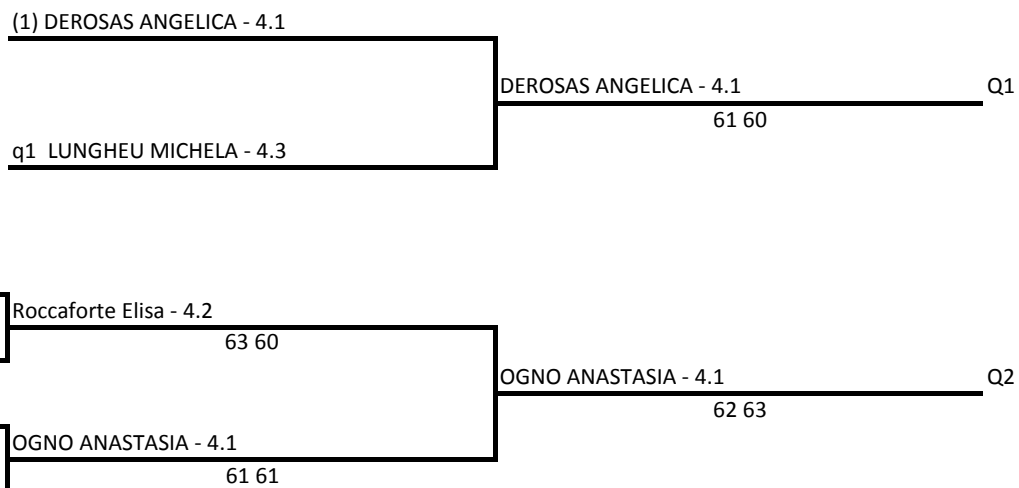 (1) DEROSAS ANGELICA - 4.1
DEROSAS ANGELICA - 4.1 Q1
61 60
q1 LUNGHEU MICHELA - 4.3
Roccaforte Elisa - 4.2
63 60
OGNO ANASTASIA - 4.1 Q2
62 63
OGNO ANASTASIA - 4.1
61 61